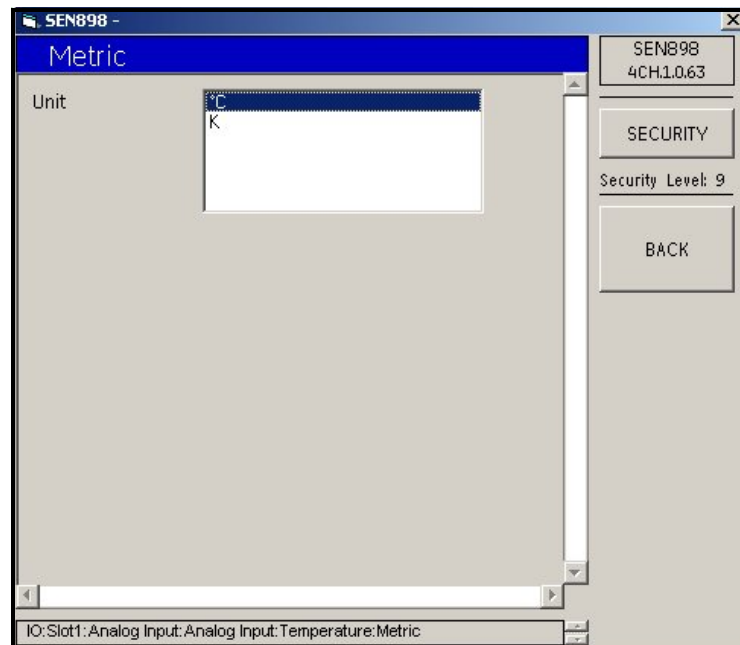 SEN898 -
Metric
Unit
°C
K
SEN898
4CH.1.0.63
SECURITY
Security Level: 9
BACK
IO:Slot1:Analog Input:Analog Input:Temperature:Metric